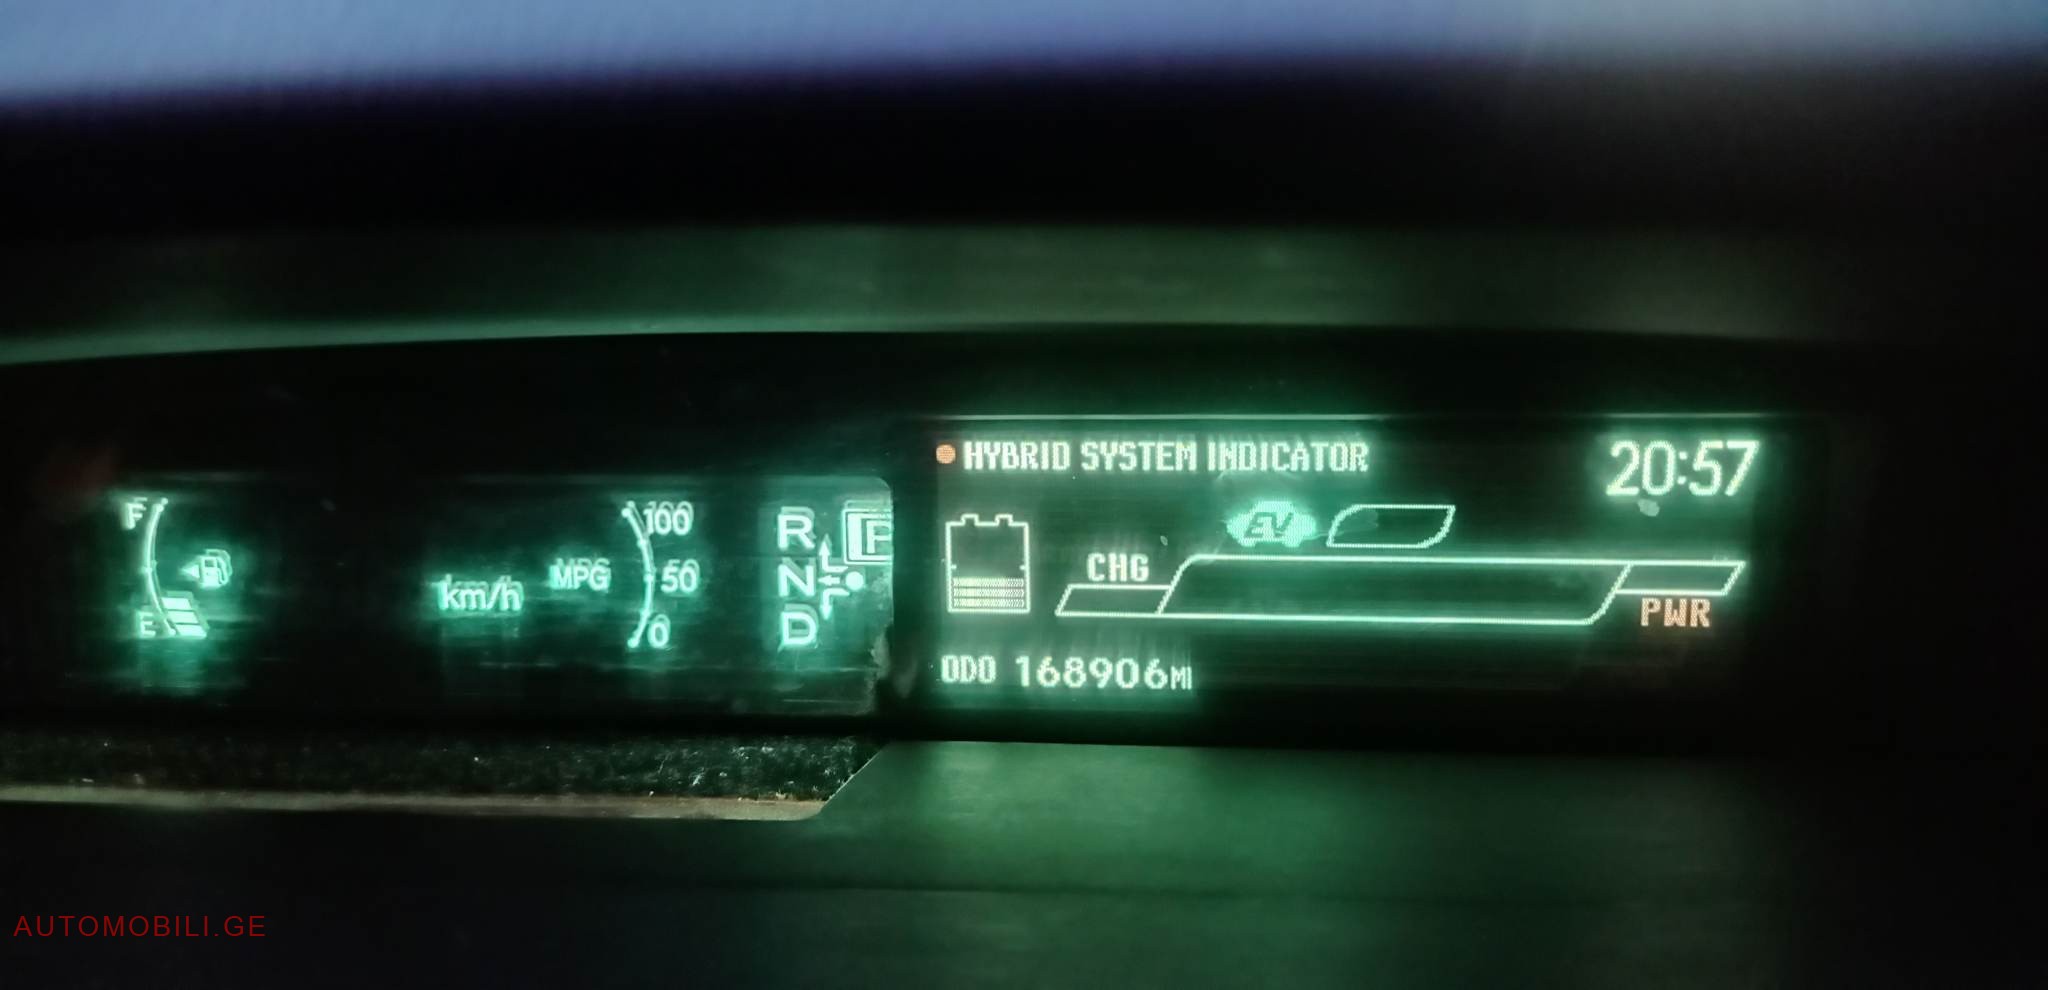 HYBRID SYSTEM INDICATOR
20:57
F
E
km/h
MPG
100
50
0
R
N
D
P
EV
CHG
PWR
ODO 168906MI
AUTOMOBILI.GE